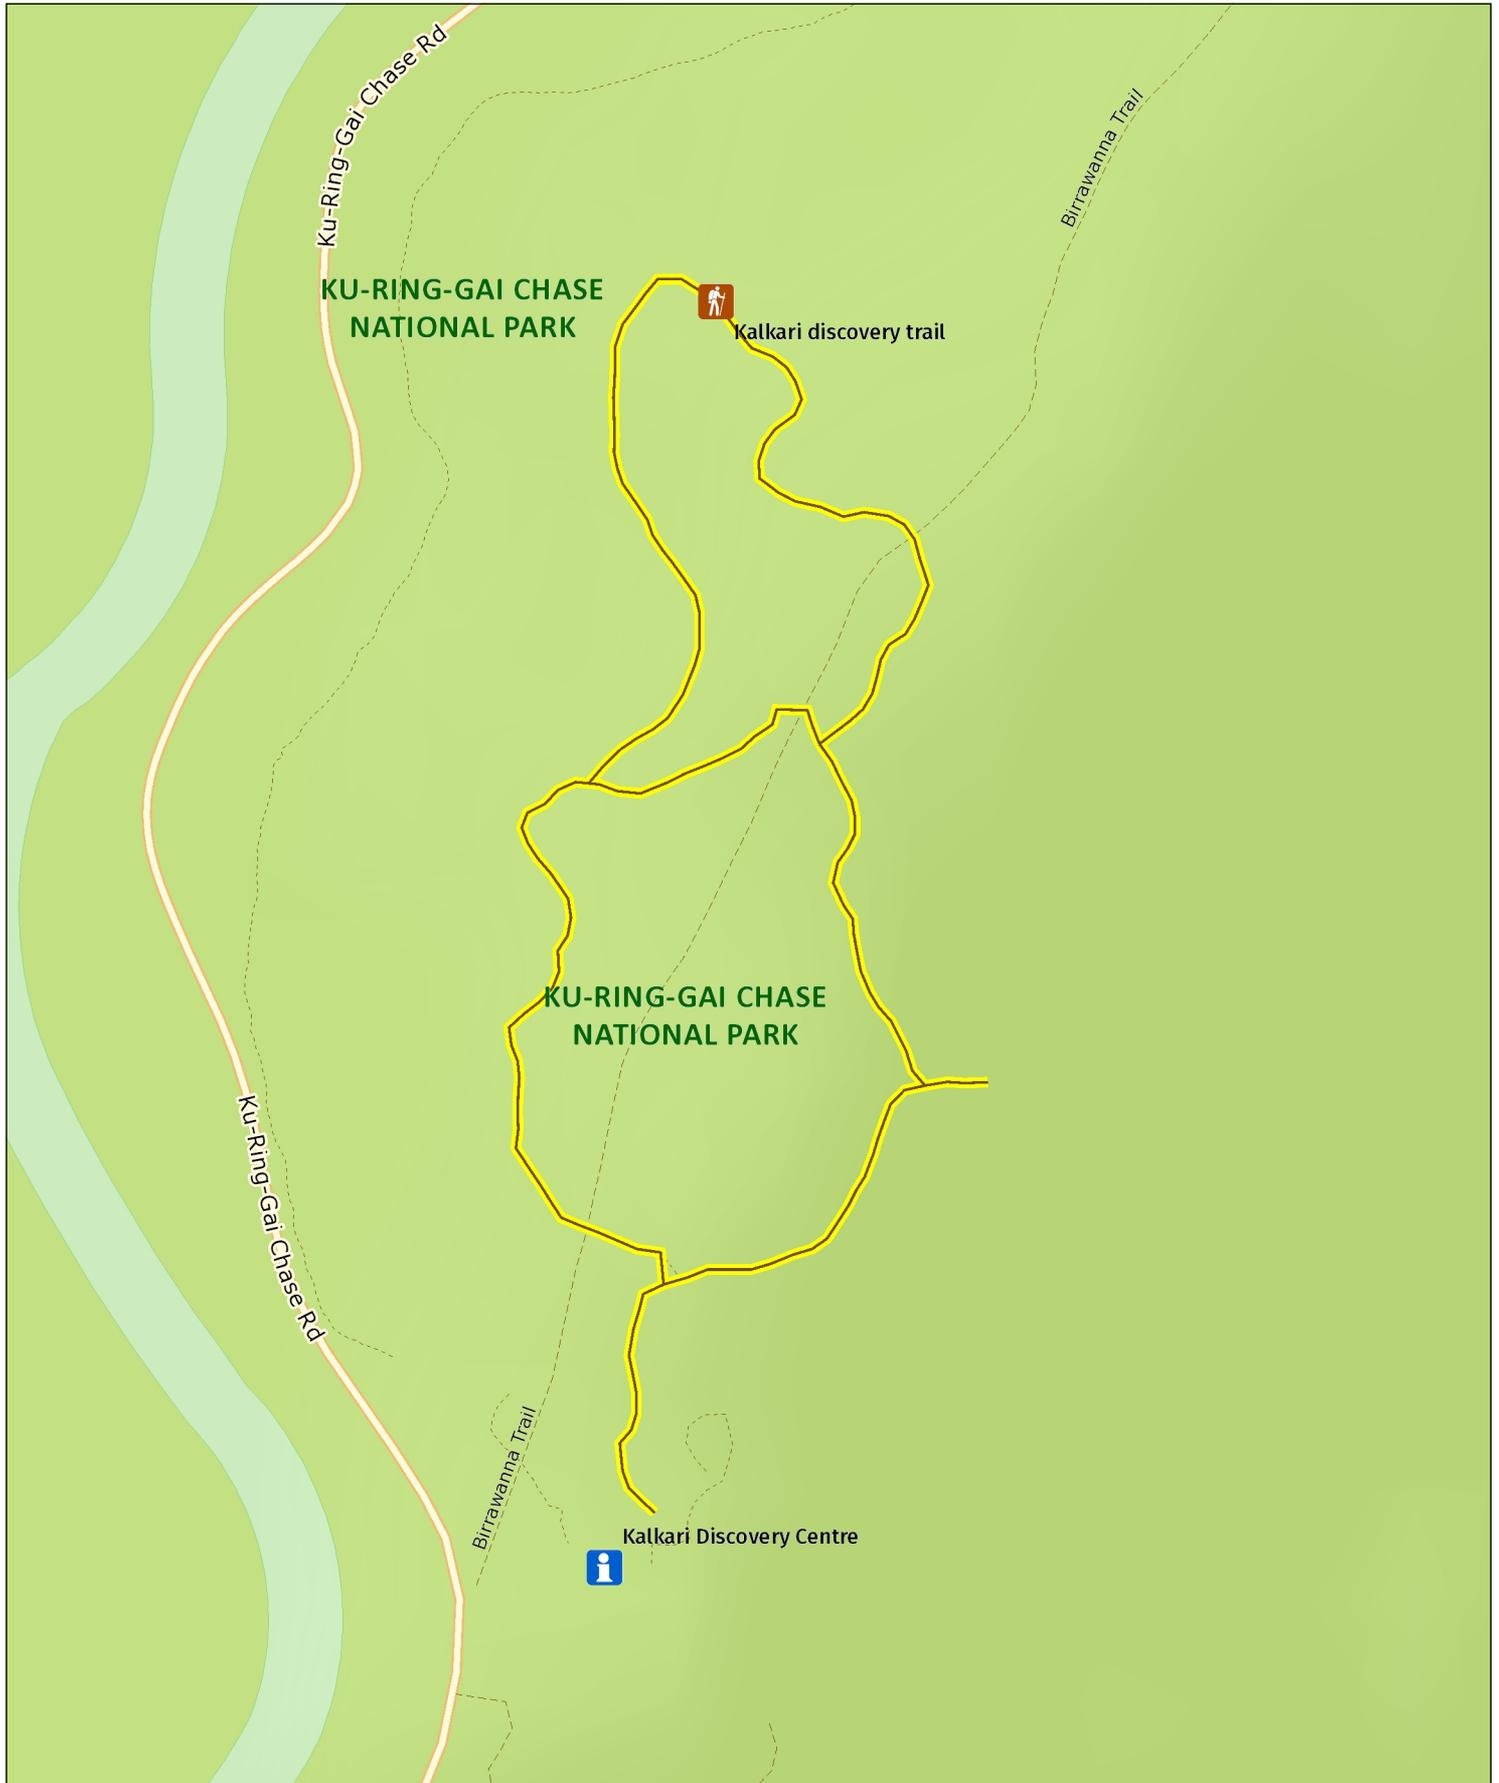 Ku-Ring-Gai Chase Rd
Birrawanna Trail
KU-RING-GAI CHASE
NATIONAL PARK
Kalkari discovery trail
KU-RING-GAI CHASE
NATIONAL PARK
Ku-Ring-Gai Chase Rd
Birrawanna Trail
Kalkari Discovery Centre